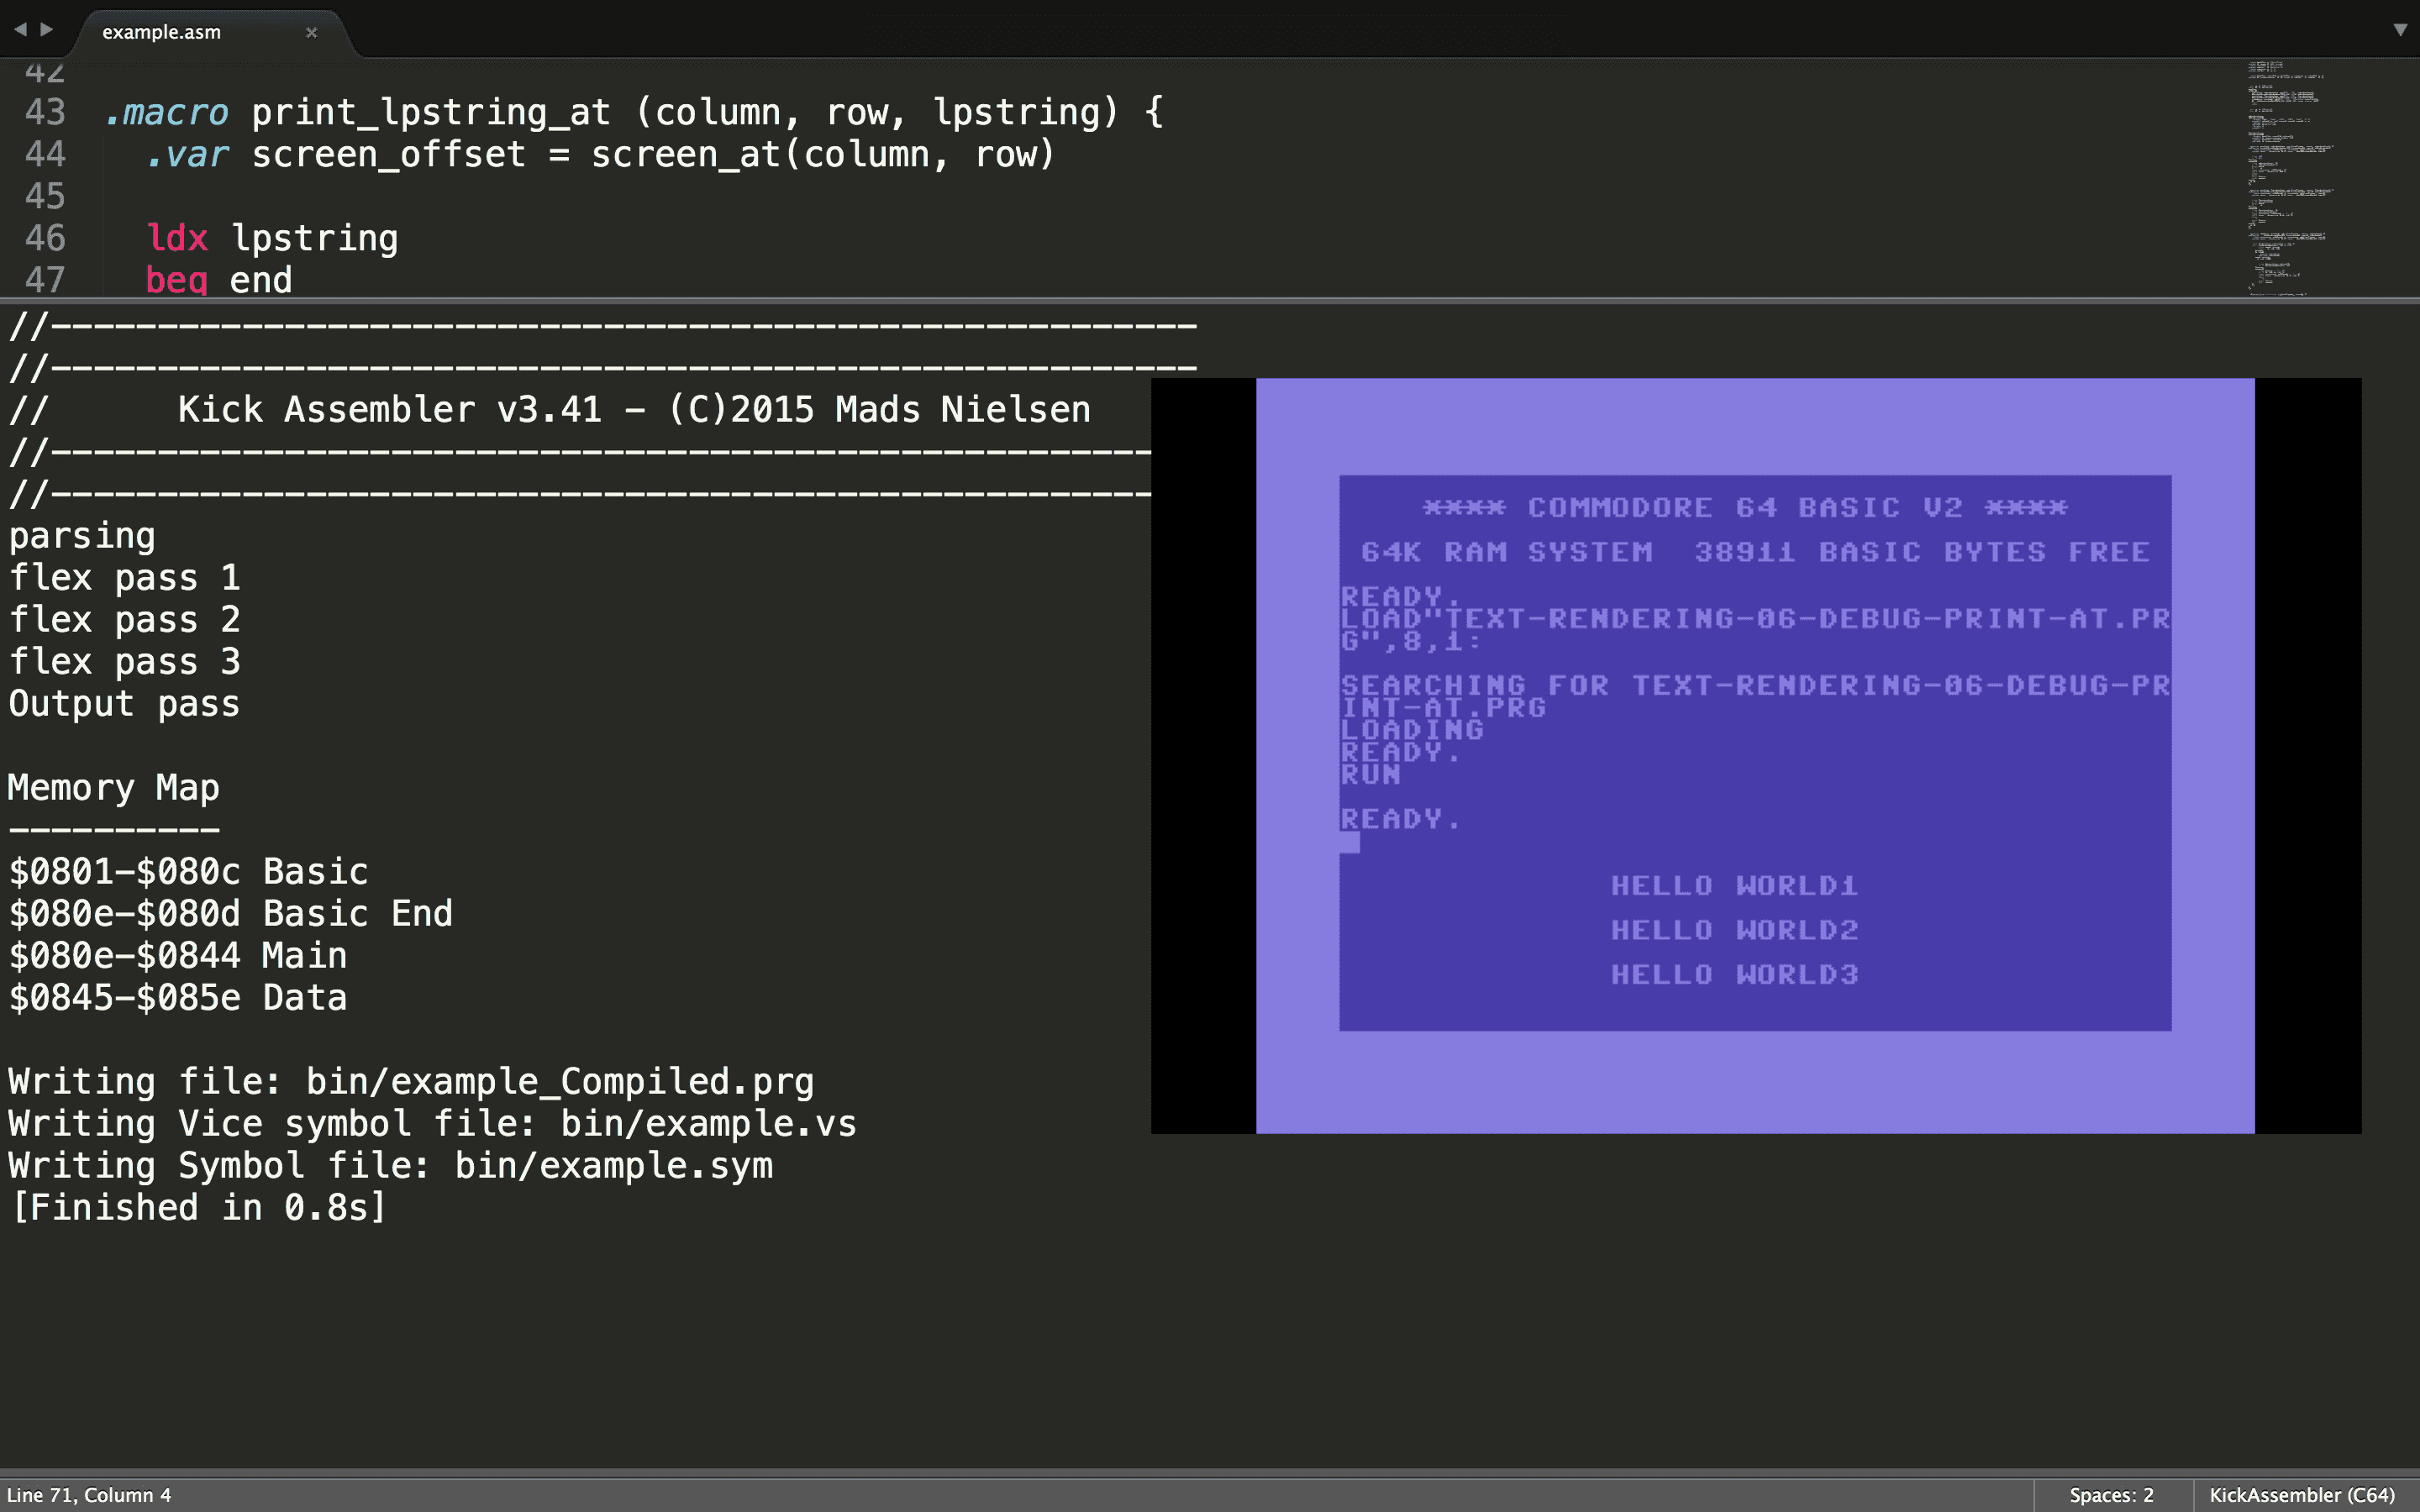 example.asm ×
42
43 .macro print_lpstring_at (column, row, lpstring) {
44 .var screen_offset = screen_at(column, row)
45
46 ldx lpstring
47 beq end
//------------------------------------------------------
//------------------------------------------------------
// Kick Assembler v3.41 - (C)2015 Mads Nielsen
//----------------------------------------------------
//----------------------------------------------------
parsing
flex pass 1
flex pass 2
flex pass 3
Output pass
Memory Map
----------
$0801-$080c Basic
$080e-$080d Basic End
$080e-$0844 Main
$0845-$085e Data
Writing file: bin/example_Compiled.prg
Writing Vice symbol file: bin/example.vs
Writing Symbol file: bin/example.sym
[Finished in 0.8s]
**** COMMODORE 64 BASIC V2 ****
64K RAM SYSTEM 38911 BASIC BYTES FREE
READY.
LOAD"TEXT-RENDERING-06-DEBUG-PRINT-AT.PR
G",8,1:
SEARCHING FOR TEXT-RENDERING-06-DEBUG-PR
INT-AT.PRG
LOADING
READY.
RUN
READY.
HELLO WORLD1
HELLO WORLD2
HELLO WORLD3
Line 71, Column 4
Spaces: 2
KickAssembler (C64)